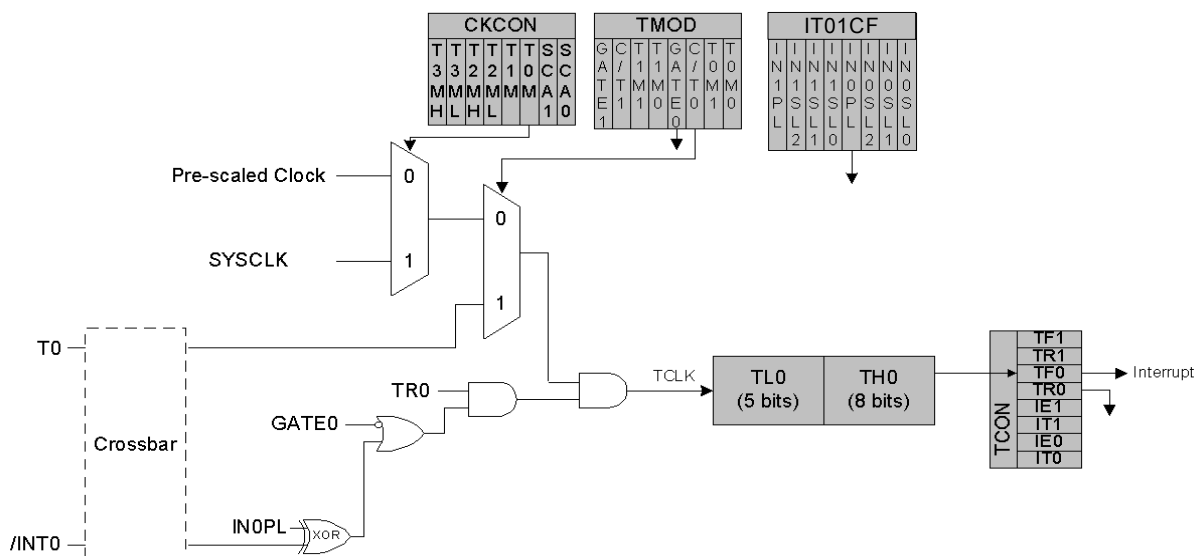 CKCON
T3MH T3ML T2MH T2ML T1M T0M SCA1 SCA0
TMOD
GATE1 C/T1 T1M1 T1M0 GATE0 C/T0 T0M1 T0M0
IT01CF
IN1PL IN1SL2 IN1SL1 IN1SL0 IN0PL IN0SL2 IN0SL1 IN0SL0
Pre-scaled Clock
0
SYSCLK
1
0
1
T0
Crossbar
/INT0
TR0
GATE0
IN0PL
XOR
TCLK
TL0
(5 bits)
TH0
(8 bits)
TCON
TF1
TR1
TF0
TR0
IE1
IT1
IE0
IT0
Interrupt